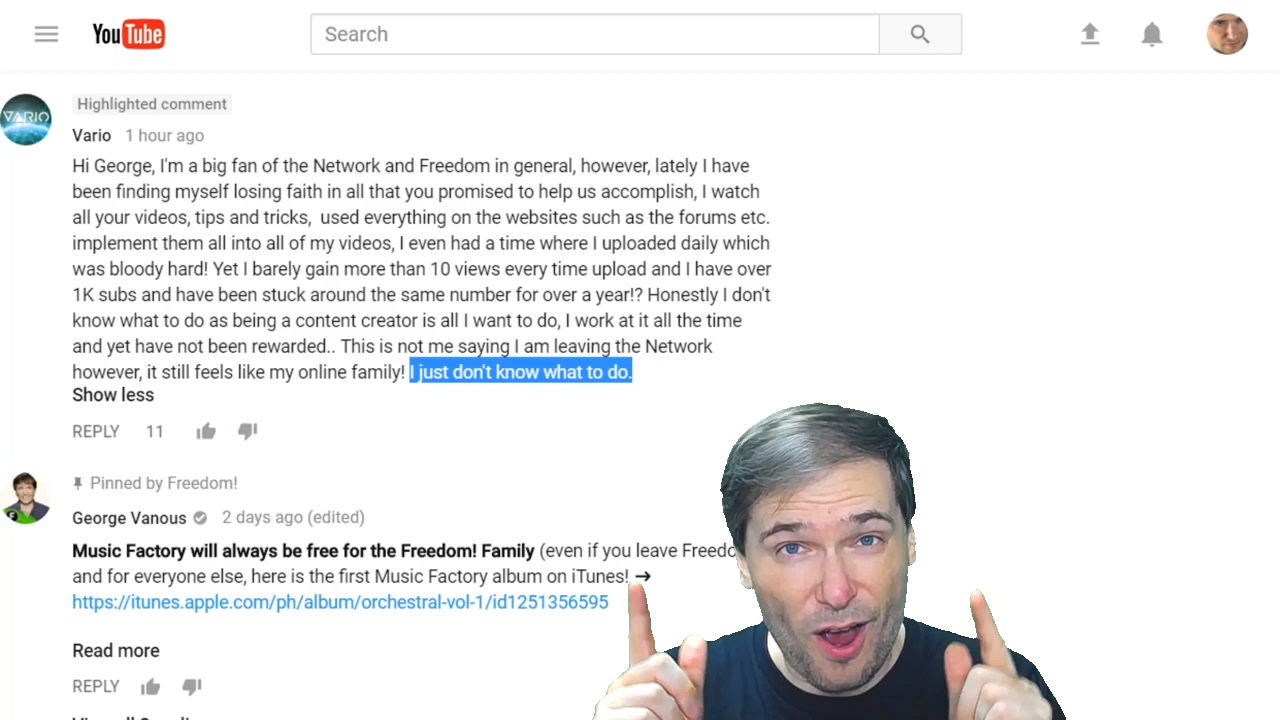 YouTube
Search
Highlighted comment
VARIO
Vario 1 hour ago
Hi George, I'm a big fan of the Network and Freedom in general, however, lately I have
been finding myself losing faith in all that you promised to help us accomplish, I watch
all your videos, tips and tricks,  used everything on the websites such as the forums etc.
implement them all into all of my videos, I even had a time where I uploaded daily which
was bloody hard! Yet I barely gain more than 10 views every time upload and I have over
1K subs and have been stuck around the same number for over a year!? Honestly I don't
know what to do as being a content creator is all I want to do, I work at it all the time
and yet have not been rewarded.. This is not me saying I am leaving the Network
however, it still feels like my online family! I just don't know what to do.
Show less
REPLY 11
Pinned by Freedom!
George Vanous 2 days ago (edited)
Music Factory will always be free for the Freedom! Family (even if you leave Freedo
and for everyone else, here is the first Music Factory album on iTunes! ➔
https://itunes.apple.com/ph/album/orchestral-vol-1/id1251356595
Read more
REPLY